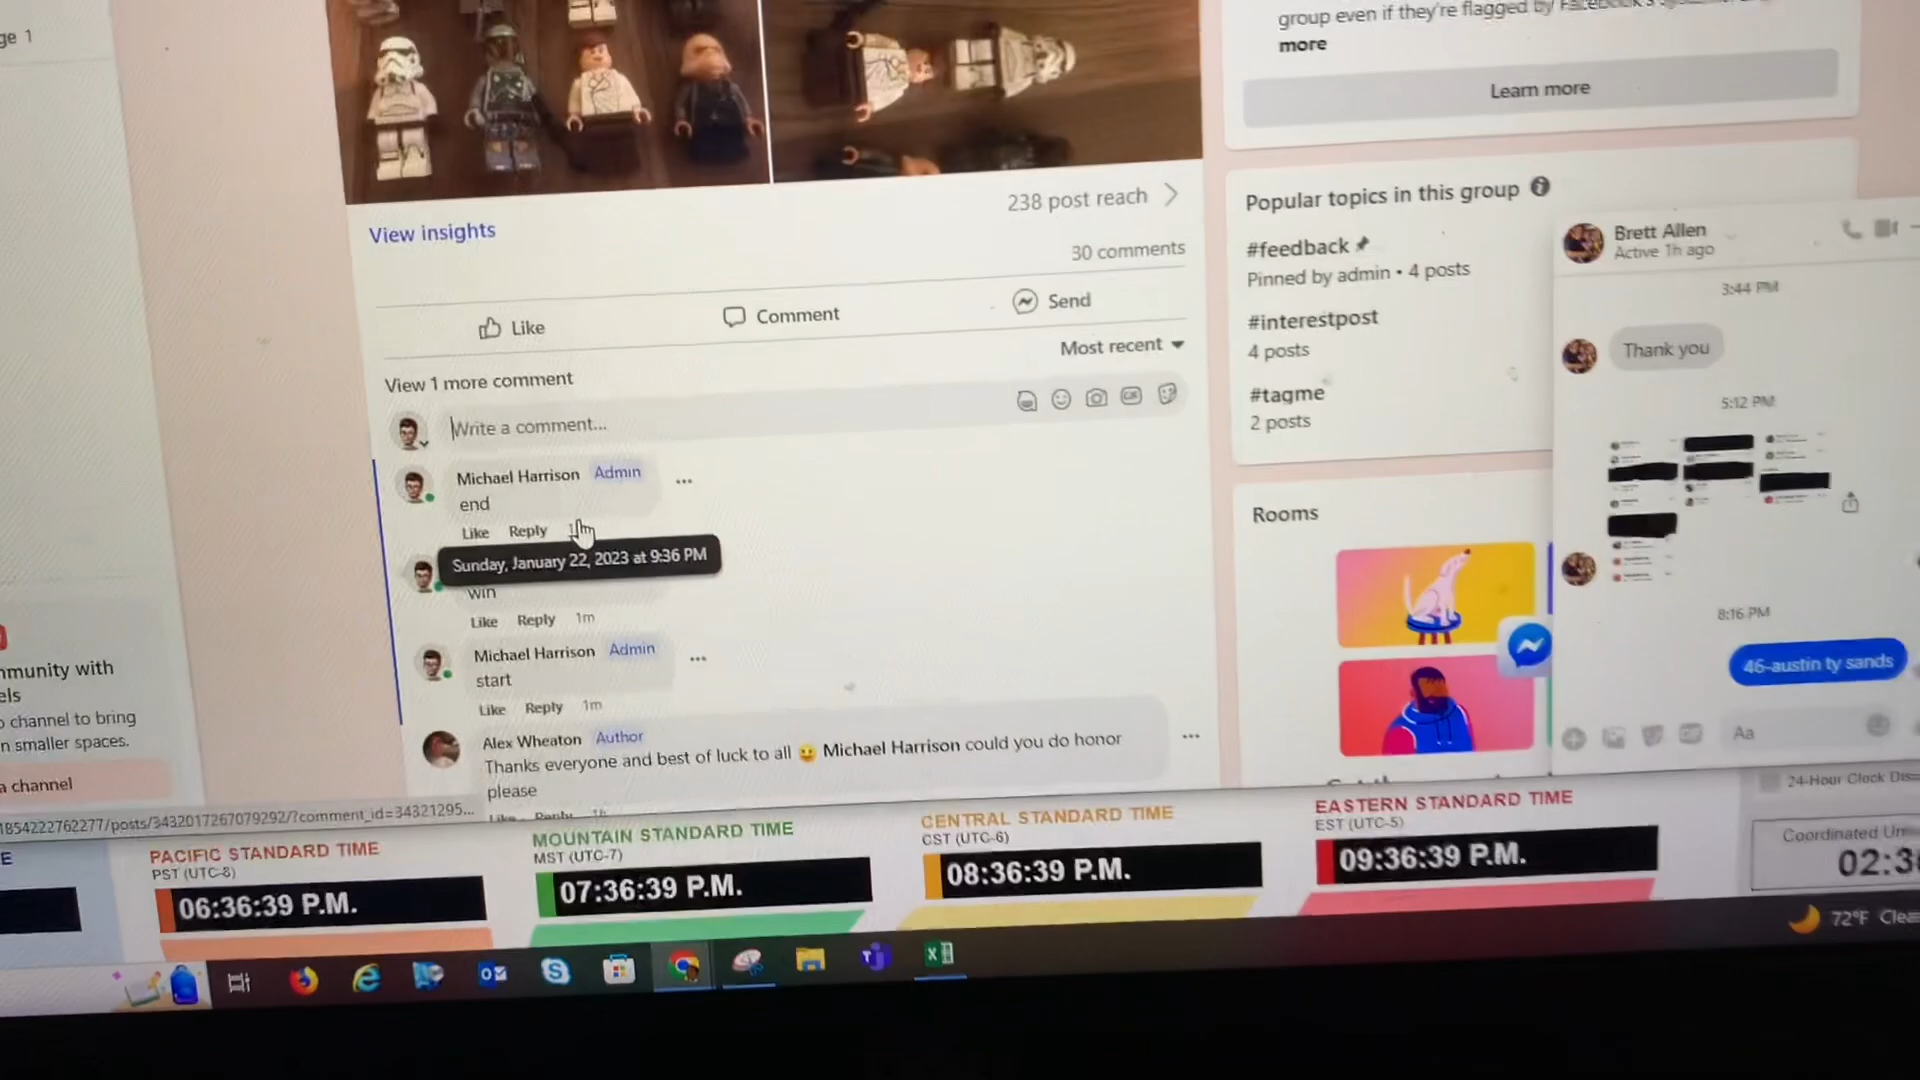 ge 1
group even if they're flagged by Facebook's
more
Learn more
238 post reach
View insights
30 comments
Like
Comment
Send
Most recent
View 1 more comment
Write a comment...
Michael Harrison Admin
end
Like Reply
Sunday, January 22, 2023 at 9:36 PM
win
Like Reply 1m
Michael Harrison Admin
start
Like Reply 1m
Alex Wheaton Author
Thanks everyone and best of luck to all Michael Harrison could you do honor
please
Like Reply 1h
Popular topics in this group
#feedback
Pinned by admin • 4 posts
#interestpost
4 posts
#tagme
2 posts
Rooms
Brett Allen
Active 1h ago
3:44 PM
Thank you
5:12 PM
8:16 PM
46-austin ty sands
Aa
mmunity with
els
o channel to bring
n smaller spaces.
a channel
1854222762277/posts/3432017267079292/?comment_id=34321295...
E
PACIFIC STANDARD TIME
PST (UTC-8)
06:36:39 P.M.
MOUNTAIN STANDARD TIME
MST (UTC-7)
07:36:39 P.M.
CENTRAL STANDARD TIME
CST (UTC-6)
08:36:39 P.M.
EASTERN STANDARD TIME
EST (UTC-5)
09:36:39 P.M.
24-Hour Clock Dis
Coordinated Un
02:3
72°F Clea